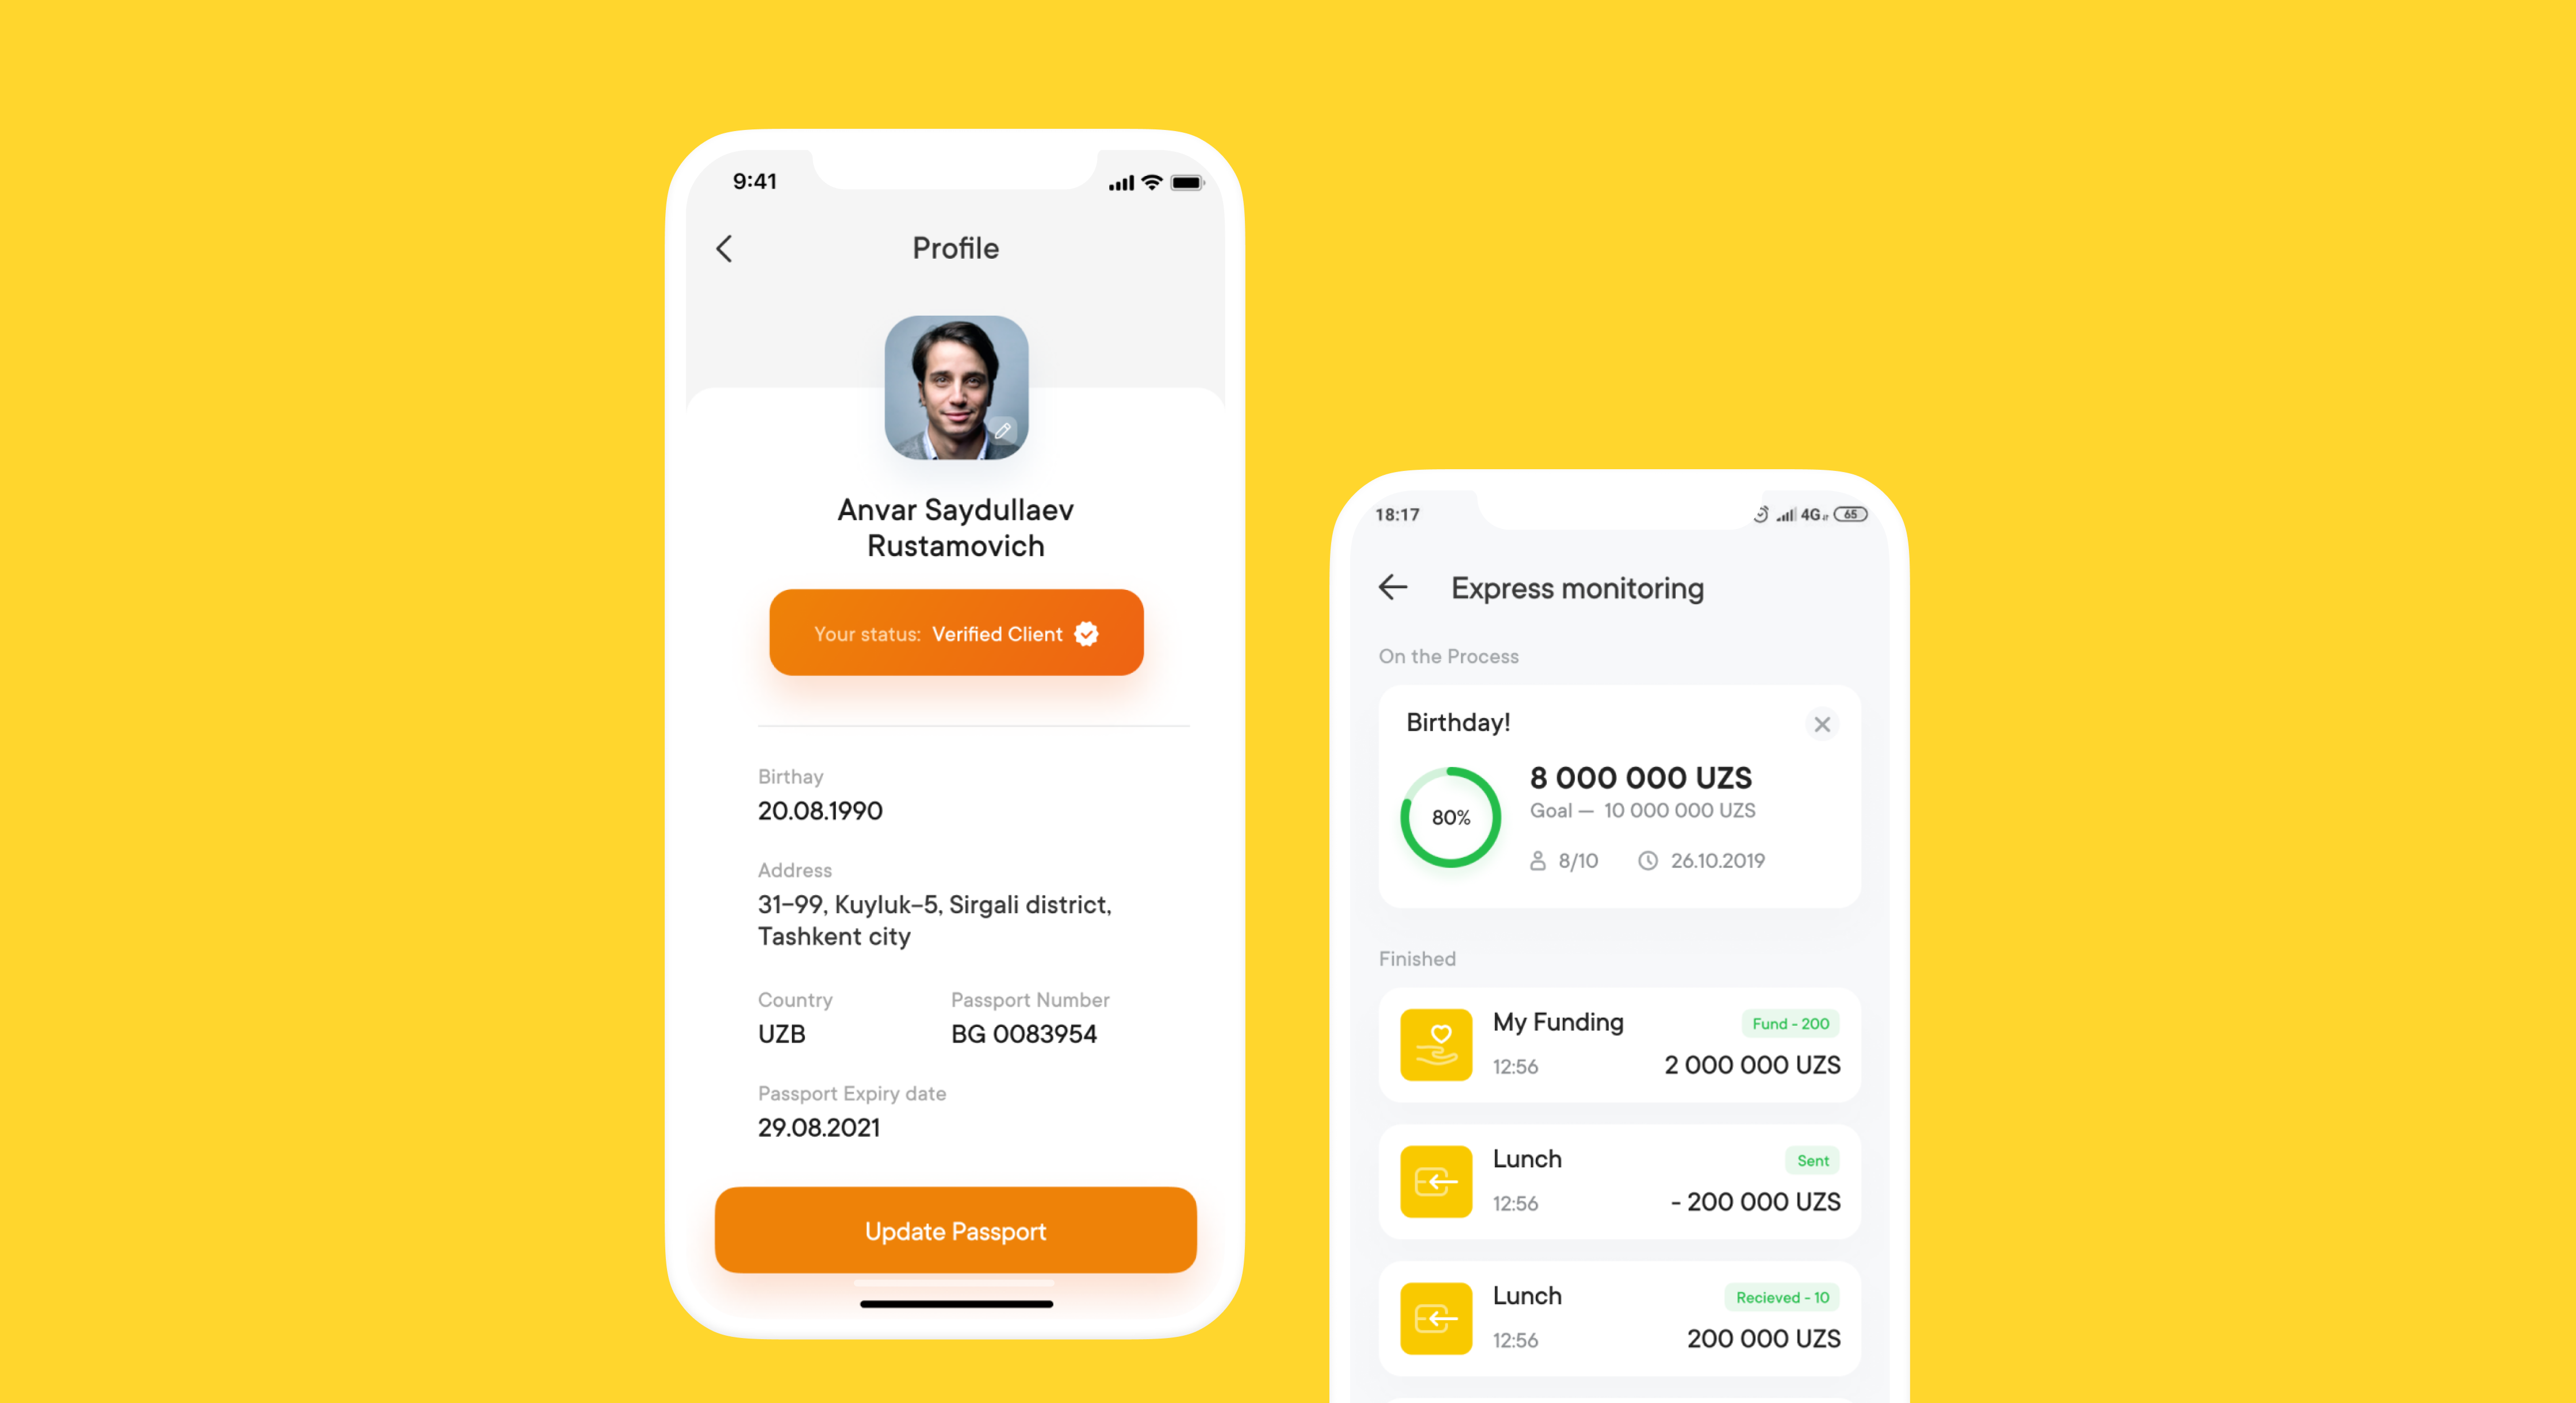 9:41
Profile
Anvar Saydullaev
Rustamovich
Your status: Verified Client
Birthay
20.08.1990
Address
31–99, Kuyluk–5, Sirgali district,
Tashkent city
Country
Passport Number
UZB
BG 0083954
Passport Expiry date
29.08.2021
Update Passport
18:17
4G 65
Express monitoring
On the Process
Birthday!
80%
8 000 000 UZS
Goal — 10 000 000 UZS
8/10 26.10.2019
Finished
My Funding
Fund - 200
12:56
2 000 000 UZS
Lunch
Sent
12:56
- 200 000 UZS
Lunch
Recieved - 10
12:56
200 000 UZS